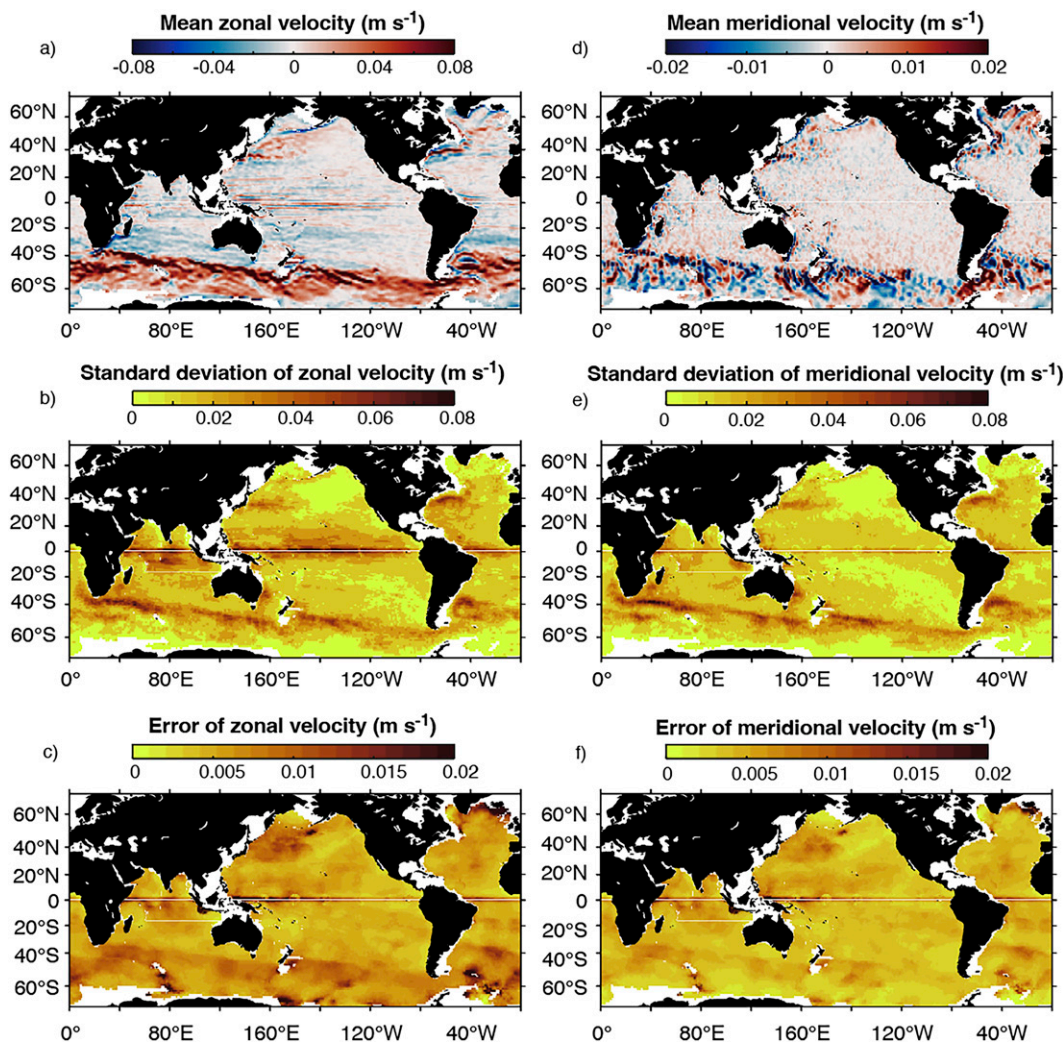 Mean zonal velocity (m s-1)
a)
-0.08 -0.04 0 0.04 0.08
60°N
40°N
20°N
0
20°S
40°S
60°S
0° 80°E 160°E 120°W 40°W
Mean meridional velocity (m s-1)
d)
-0.02 -0.01 0 0.01 0.02
60°N
40°N
20°N
0
20°S
40°S
60°S
0° 80°E 160°E 120°W 40°W
Standard deviation of zonal velocity (m s-1)
b)
0 0.02 0.04 0.06 0.08
60°N
40°N
20°N
0
20°S
40°S
60°S
0° 80°E 160°E 120°W 40°W
Standard deviation of meridional velocity (m s-1)
e)
0 0.02 0.04 0.06 0.08
60°N
40°N
20°N
0
20°S
40°S
60°S
0° 80°E 160°E 120°W 40°W
Error of zonal velocity (m s-1)
c)
0 0.005 0.01 0.015 0.02
60°N
40°N
20°N
0
20°S
40°S
60°S
0° 80°E 160°E 120°W 40°W
Error of meridional velocity (m s-1)
f)
0 0.005 0.01 0.015 0.02
60°N
40°N
20°N
0
20°S
40°S
60°S
0° 80°E 160°E 120°W 40°W